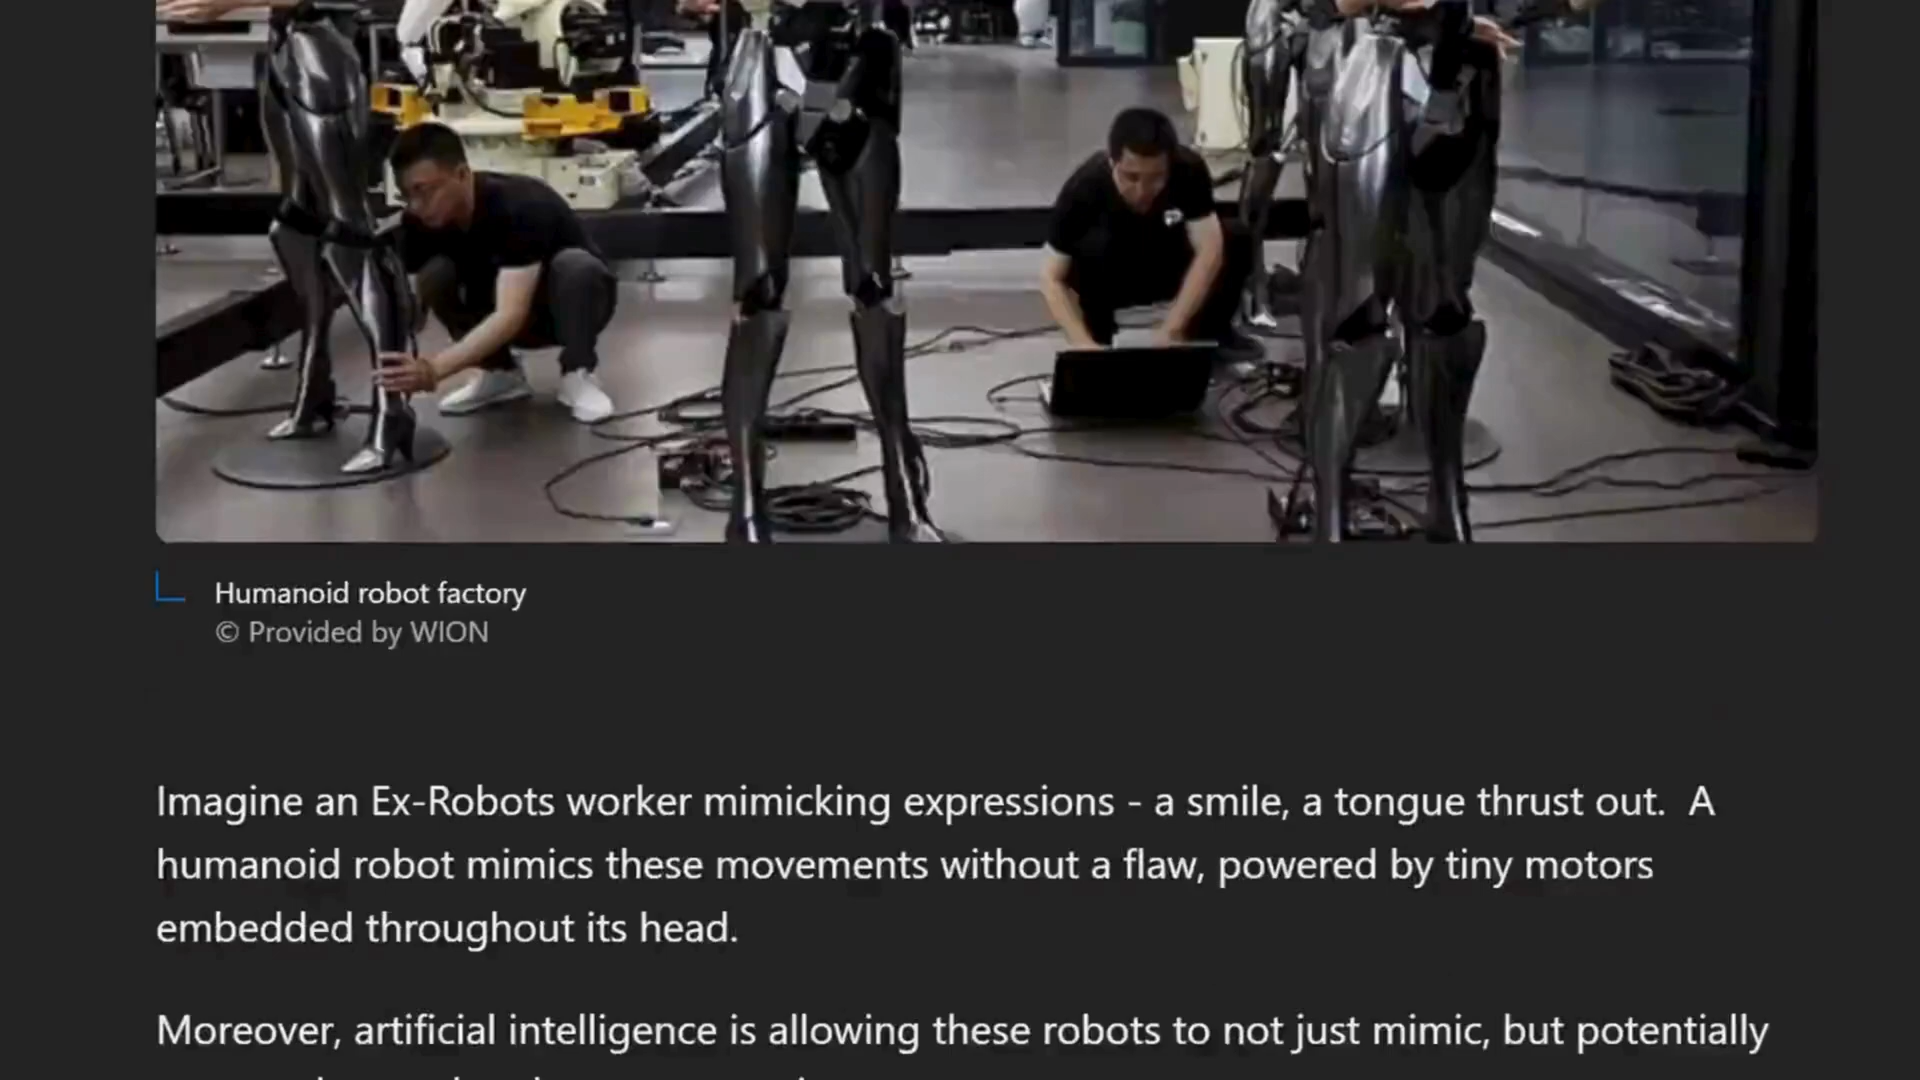 Humanoid robot factory
© Provided by WION
Imagine an Ex-Robots worker mimicking expressions - a smile, a tongue thrust out.  A
humanoid robot mimics these movements without a flaw, powered by tiny motors
embedded throughout its head.
Moreover, artificial intelligence is allowing these robots to not just mimic, but potentially